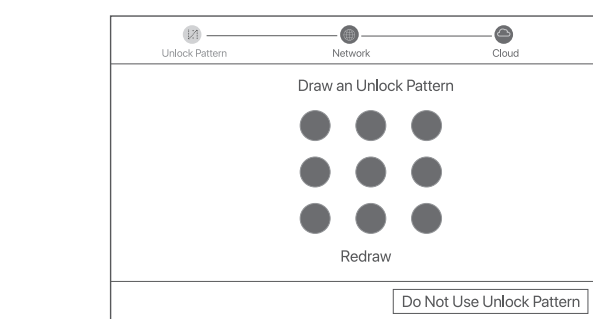 Unlock Pattern Network Cloud
Draw an Unlock Pattern
Redraw
Do Not Use Unlock Pattern